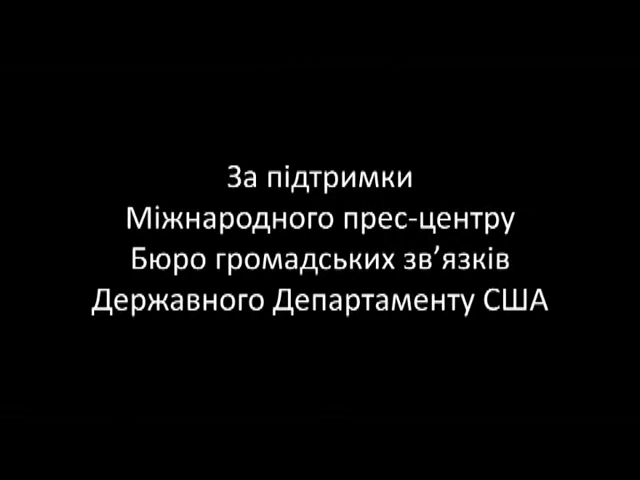 За підтримки
Міжнародного прес-центру
Бюро громадських зв’язків
Державного Департаменту США